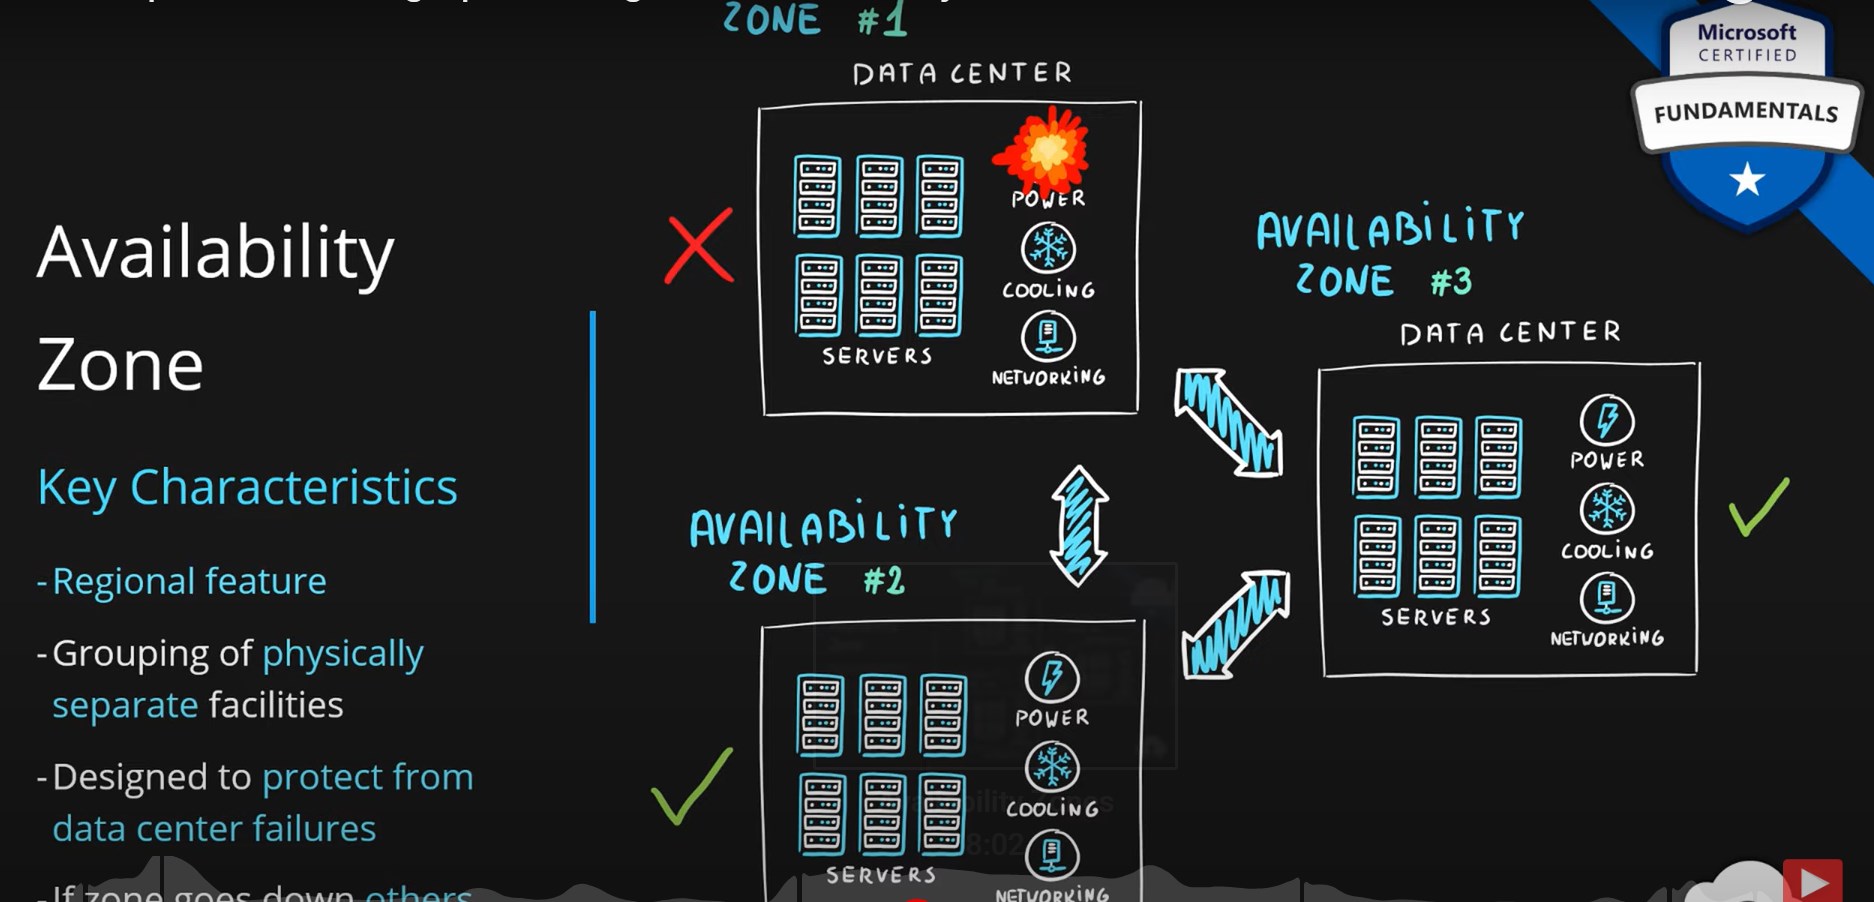 ZONE #1
DATA CENTER
POWER
COOLING
NETWORKING
SERVERS
Microsoft
CERTIFIED
FUNDAMENTALS
Availability
Zone
Key Characteristics
-Regional feature
-Grouping of physically
separate facilities
-Designed to protect from
data center failures
-If zone goes down others
AVAILABILITY
ZONE #2
POWER
COOLING
NETWORKING
SERVERS
AVAILABILITY
ZONE #3
DATA CENTER
POWER
COOLING
NETWORKING
SERVERS
8:02